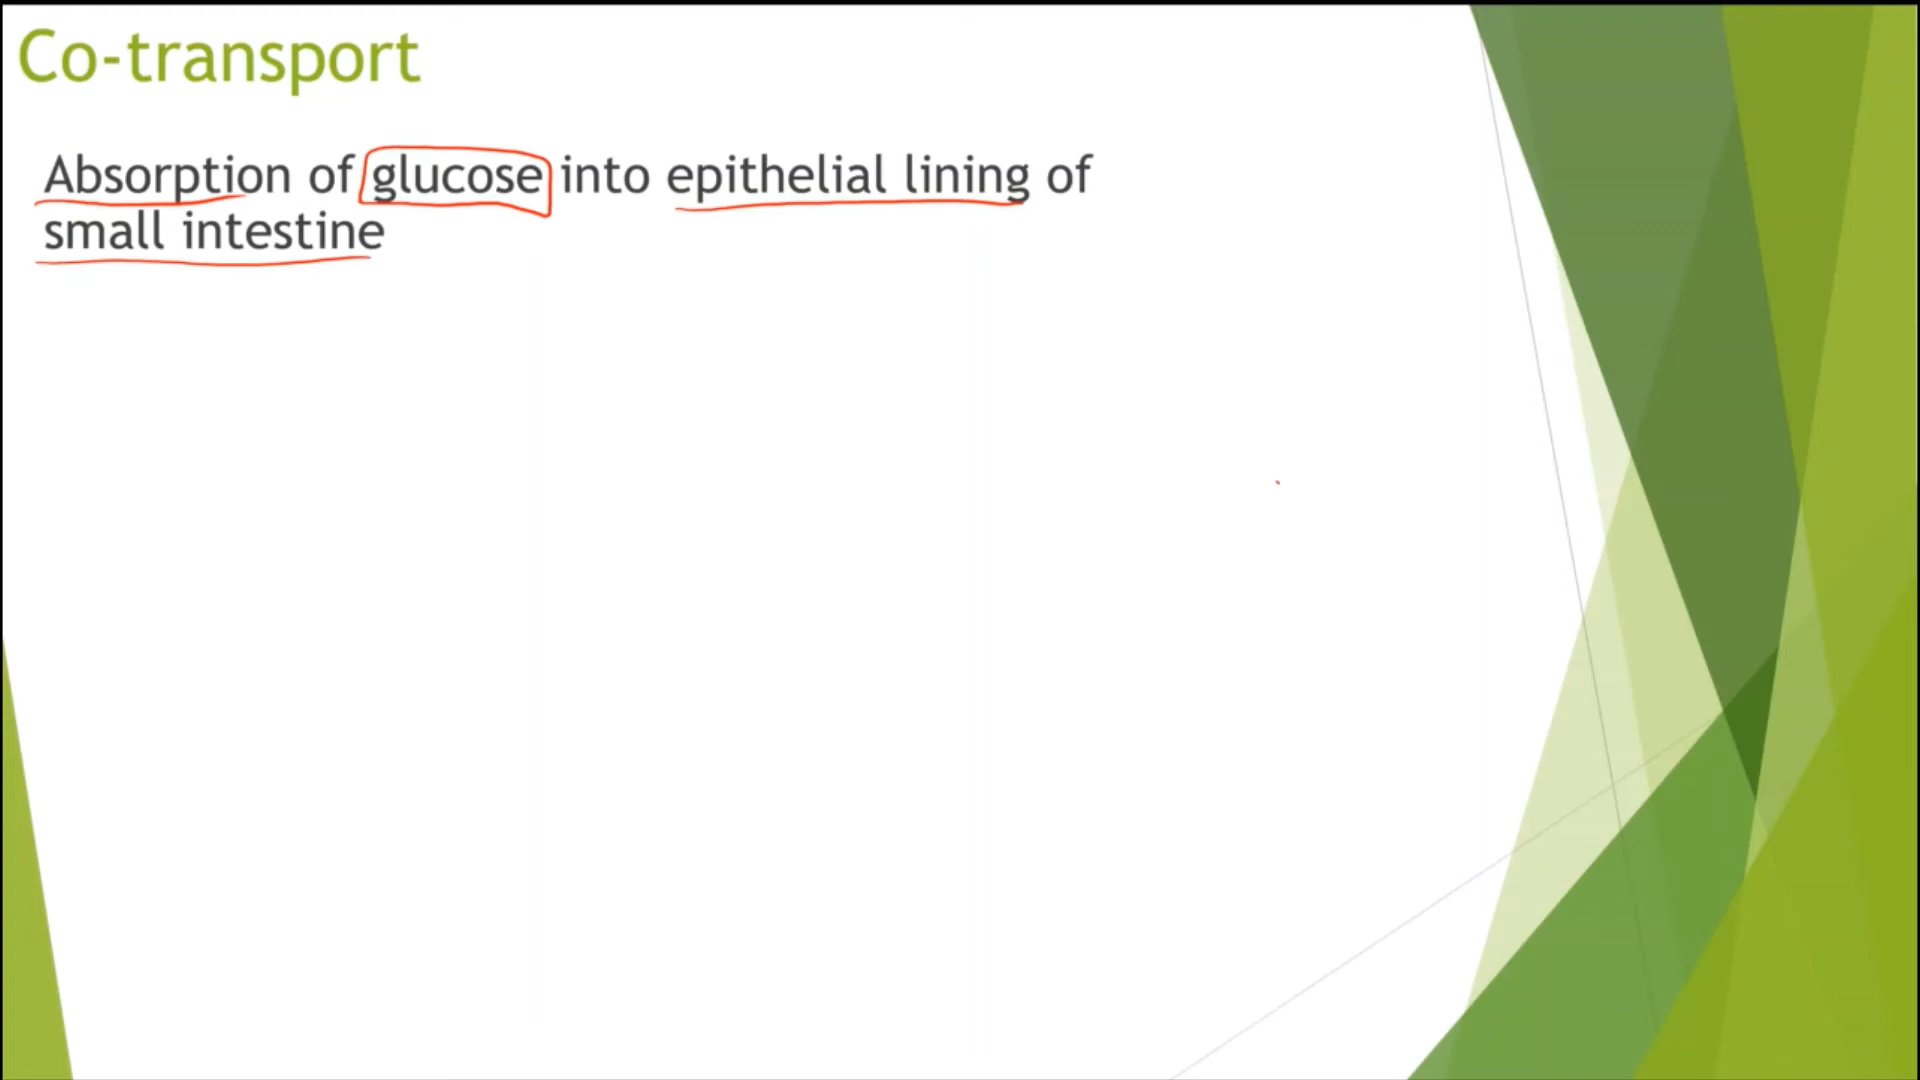 Co-transport
Absorption of glucose into epithelial lining of
small intestine